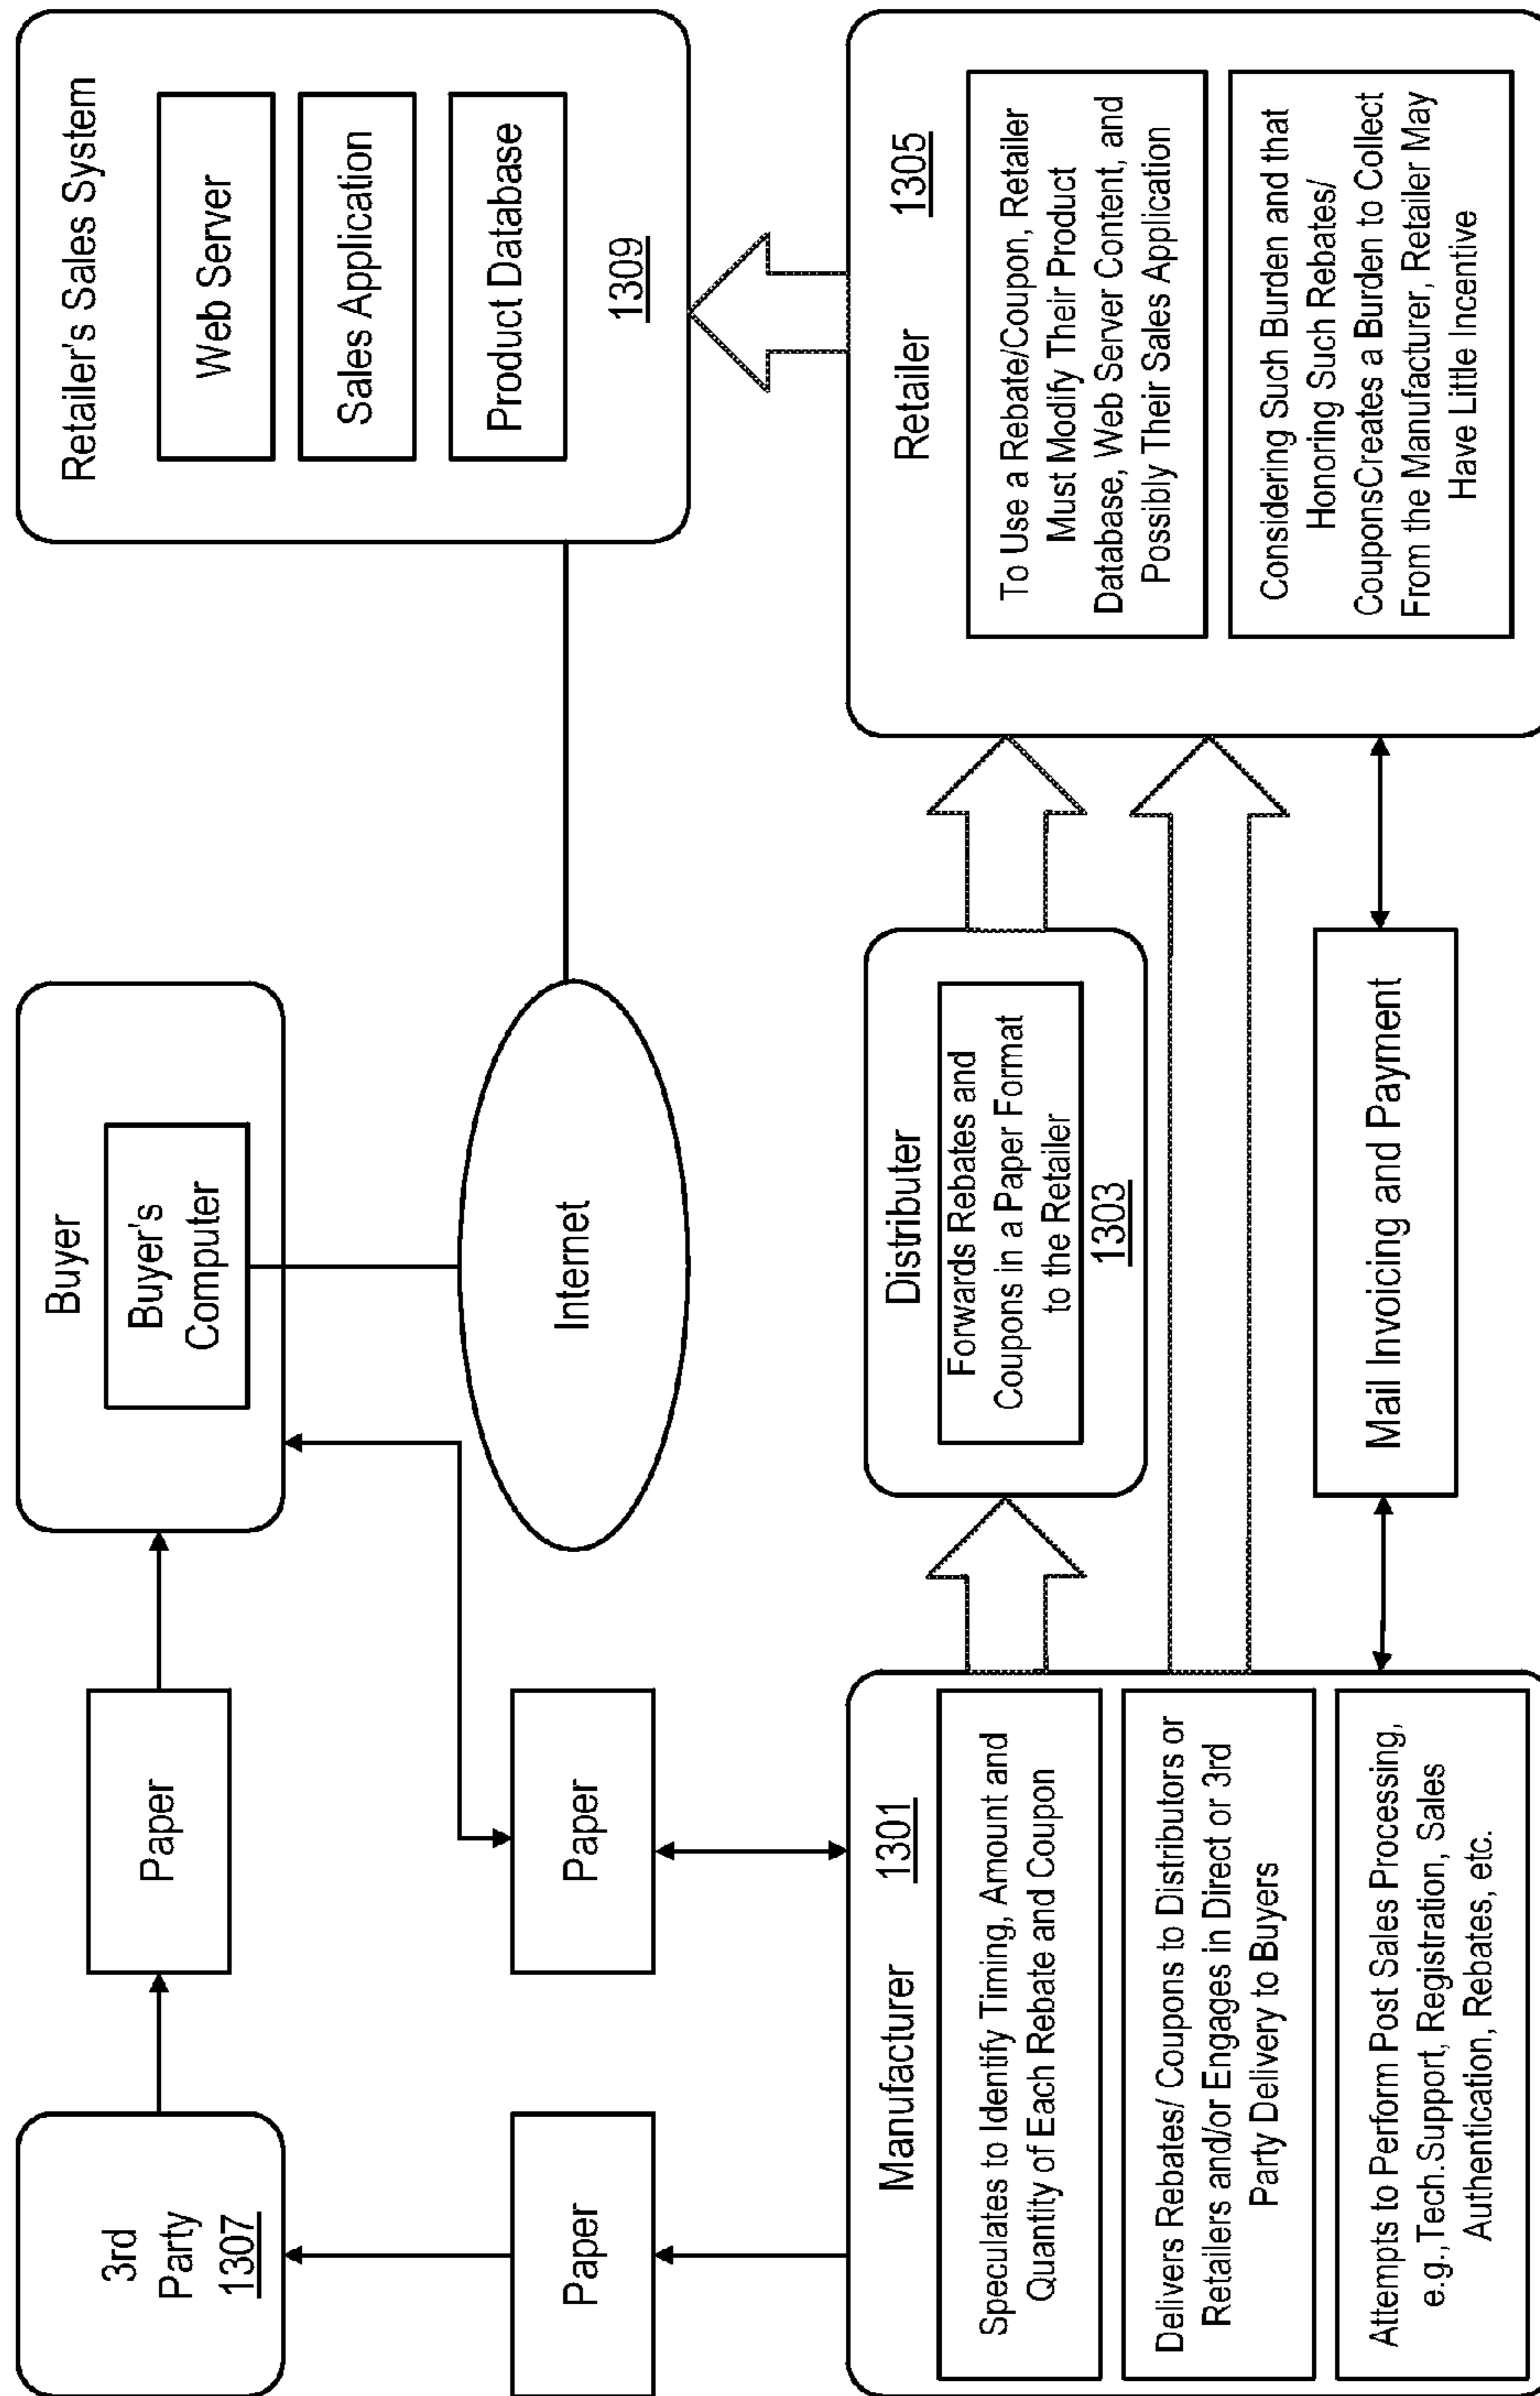 3rd
Party
1307
Paper
Buyer
Buyer's
Computer
Retailer's Sales System
Web Server
Sales Application
Product Database
1309
Paper
Paper
Internet
Manufacturer
1301
Speculates to Identify Timing, Amount and
Quantity of Each Rebate and Coupon
Delivers Rebates/ Coupons to Distributors or
Retailers and/or Engages in Direct or 3rd
Party Delivery to Buyers
Attempts to Perform Post Sales Processing,
e.g.,Tech.Support, Registration, Sales
Authentication, Rebates, etc.
Distributer
Forwards Rebates and
Coupons in a Paper Format
to the Retailer
1303
Mail Invoicing and Payment
Retailer
1305
To Use a Rebate/Coupon, Retailer
Must Modify Their Product
Database, Web Server Content, and
Possibly Their Sales Application
Considering Such Burden and that
Honoring Such Rebates/
CouponsCreates a Burden to Collect
From the Manufacturer, Retailer May
Have Little Incentive